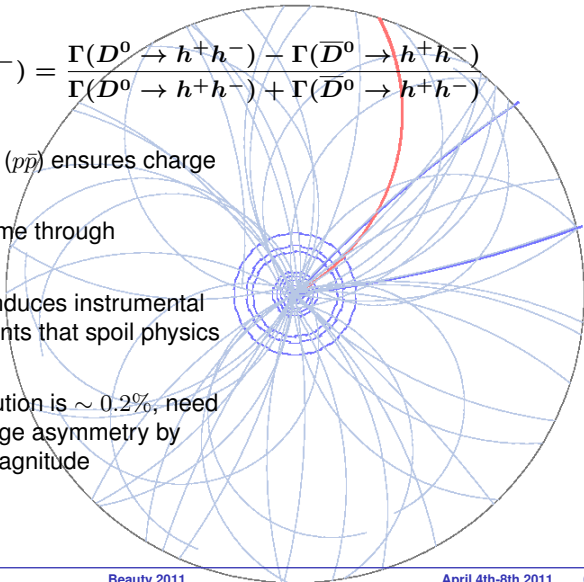 ⁻) = Γ(D⁰ → h⁺h⁻) − Γ(D̅⁰ → h⁺h⁻) / Γ(D⁰ → h⁺h⁻) + Γ(D̅⁰ → h⁺h⁻)
(pp̄) ensures charge
me through
nduces instrumental
nts that spoil physics
ution is ∼ 0.2%, need
ge asymmetry by
agnitude
Beauty 2011
April 4th-8th 2011